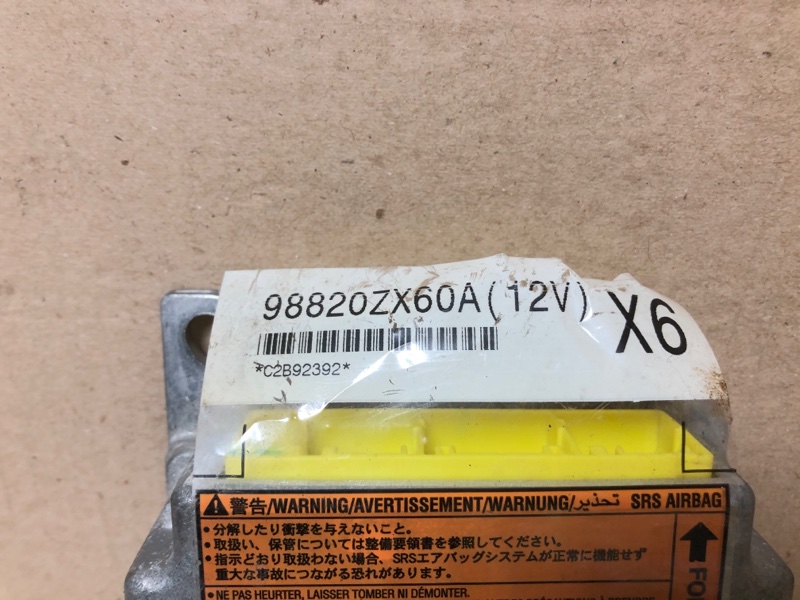 98820ZX60A(12V) X6
*C2B92392*
警告/WARNING/AVERTISSEMENT/WARNUNG/تحذير SRS AIRBAG
•分解したり衝撃を与えないこと。
•取扱い、保管については整備要領書を参照してください。
•指示どおり取扱わない場合、SRSエアバッグシステムが正常に機能せず
重大な事故につながる恐れがあります。
•NE PAS HEURTER, LAISSER TOMBER NI DÉMONTER.